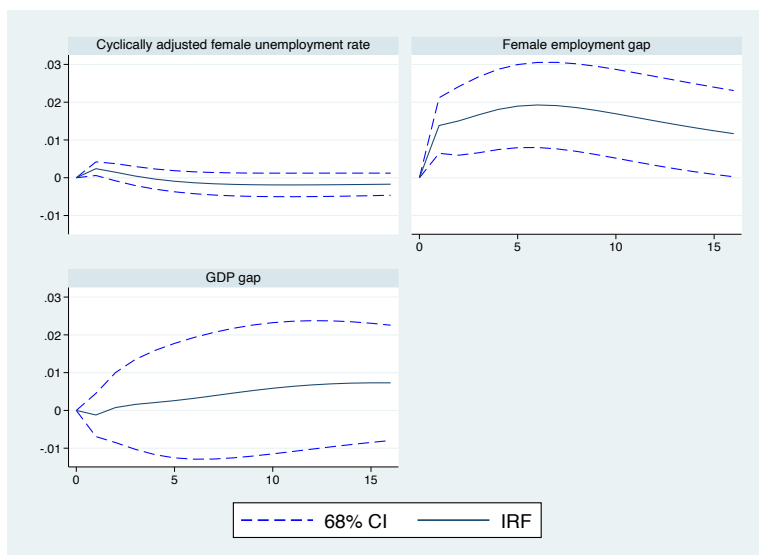 Cyclically adjusted female unemployment rate
Female employment gap
.03
.02
.01
0
-.01
0 5 10 15
GDP gap
.03
.02
.01
0
-.01
0 5 10 15
68% CI IRF